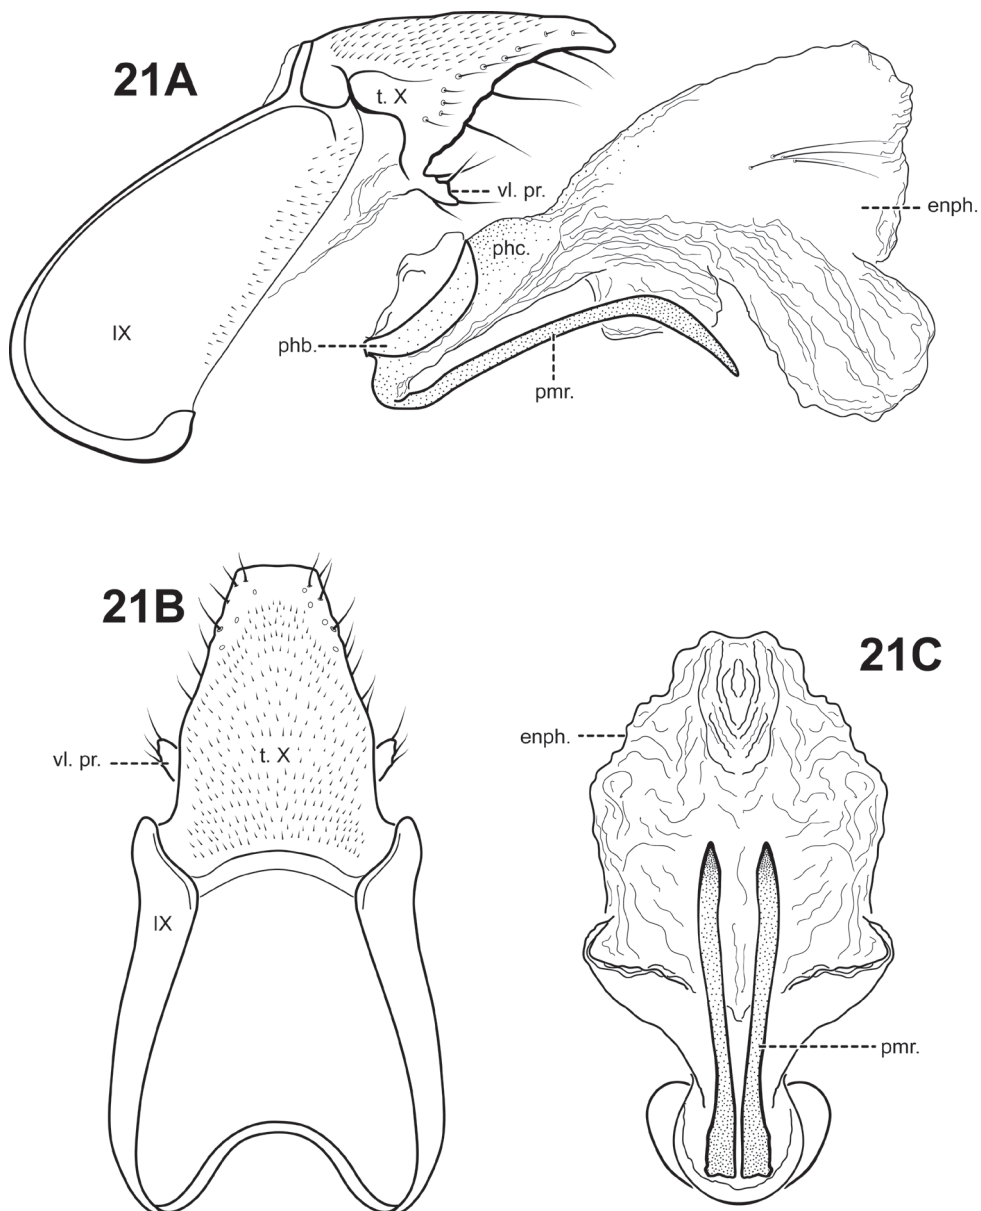 21A
t. X
vl. pr.
enph.
phc.
IX
phb.
pmr.
21B
21C
enph.
vl. pr.
t. X
IX
pmr.